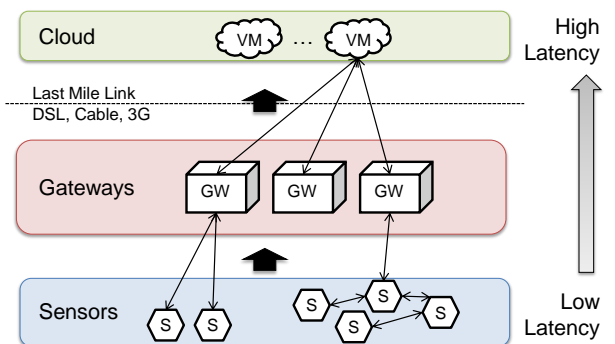 Cloud
VM ... VM
High
Latency
Last Mile Link
DSL, Cable, 3G
Gateways
GW GW GW
Sensors
S S S S S S
Low
Latency